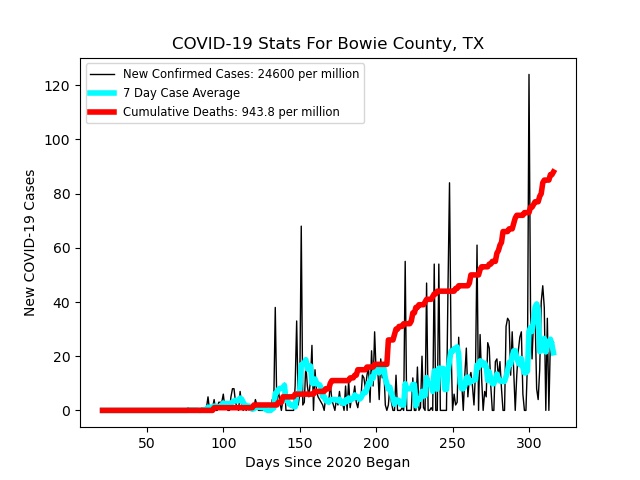 COVID-19 Stats For Bowie County, TX
New Confirmed Cases: 24600 per million
7 Day Case Average
Cumulative Deaths: 943.8 per million
New COVID-19 Cases
120
100
80
60
40
20
0
50
100
150
200
250
300
Days Since 2020 Began